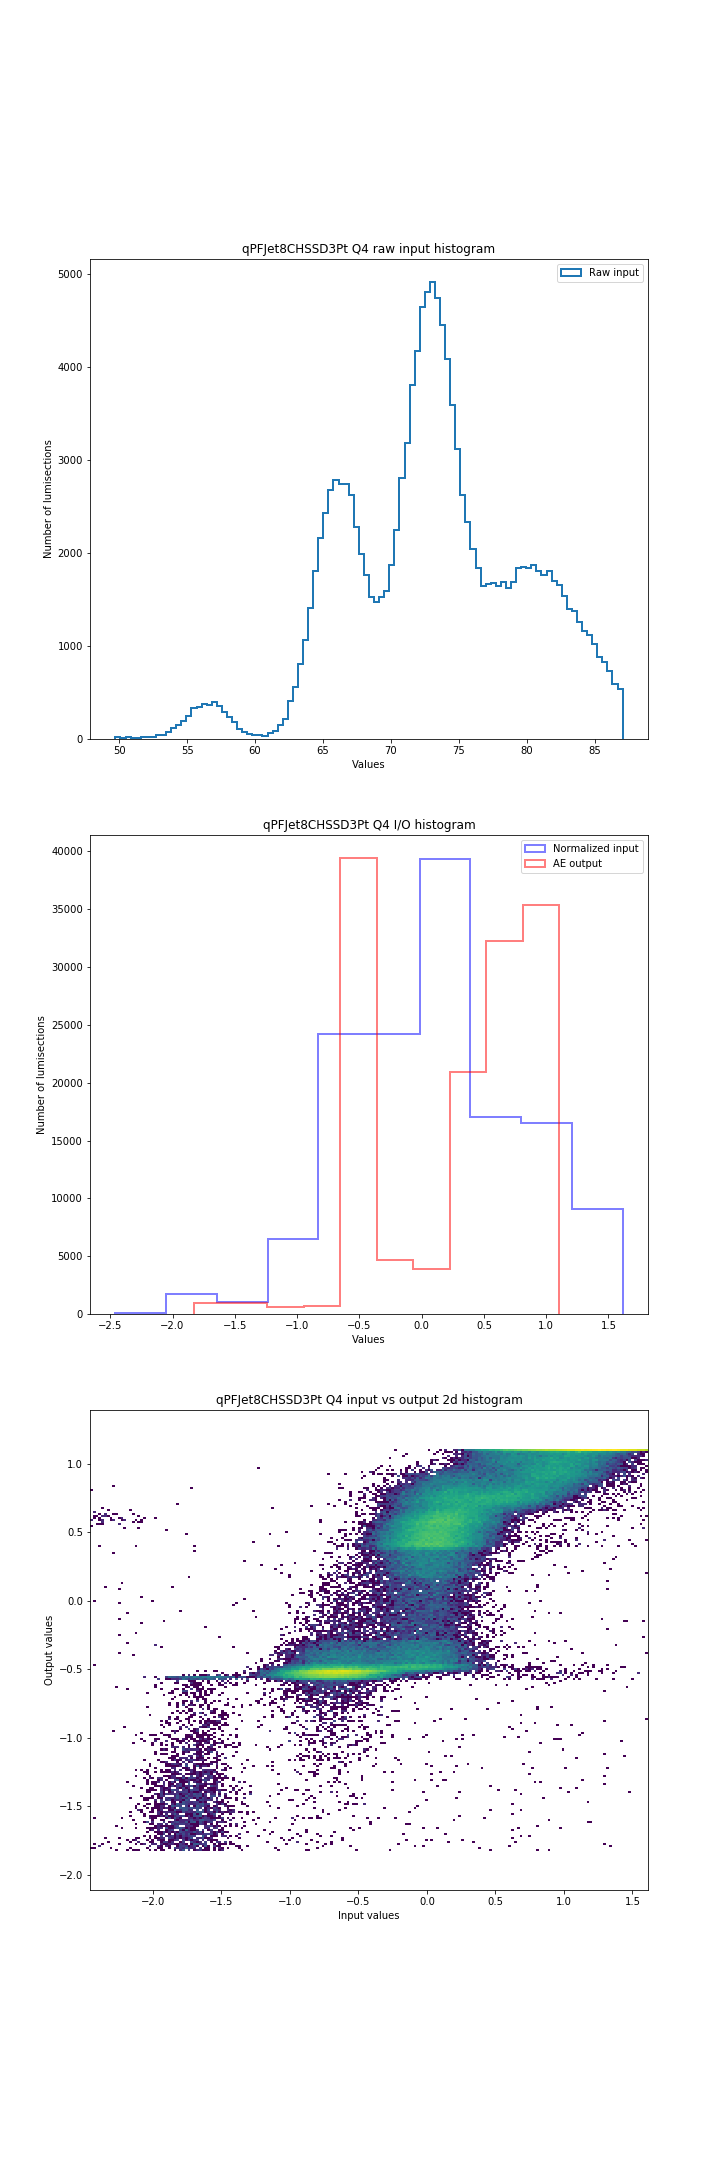 qPFJet8CHSSD3Pt Q4 raw input histogram
5000
4000
3000
2000
1000
0
Number of lumisections
Raw input
50 55 60 65 70 75 80 85
Values
qPFJet8CHSSD3Pt Q4 I/O histogram
40000
35000
30000
25000
20000
15000
10000
5000
0
Number of lumisections
Normalized input
AE output
−2.5 −2.0 −1.5 −1.0 −0.5 0.0 0.5 1.0 1.5
Values
qPFJet8CHSSD3Pt Q4 input vs output 2d histogram
1.0
0.5
0.0
−0.5
−1.0
−1.5
−2.0
Output values
−2.0 −1.5 −1.0 −0.5 0.0 0.5 1.0 1.5
Input values